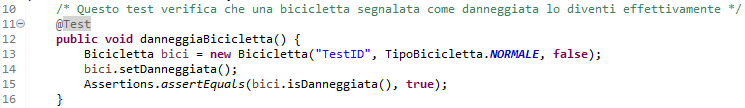 10 /* Questo test verifica che una bicicletta segnalata come danneggiata lo diventi effettivamente */
11 @Test
12 public void danneggiaBicicletta() {
13 Bicicletta bici = new Bicicletta("TestID", TipoBicicletta.NORMALE, false);
14 bici.setDanneggiata();
15 Assertions.assertEquals(bici.isDanneggiata(), true);
16 }